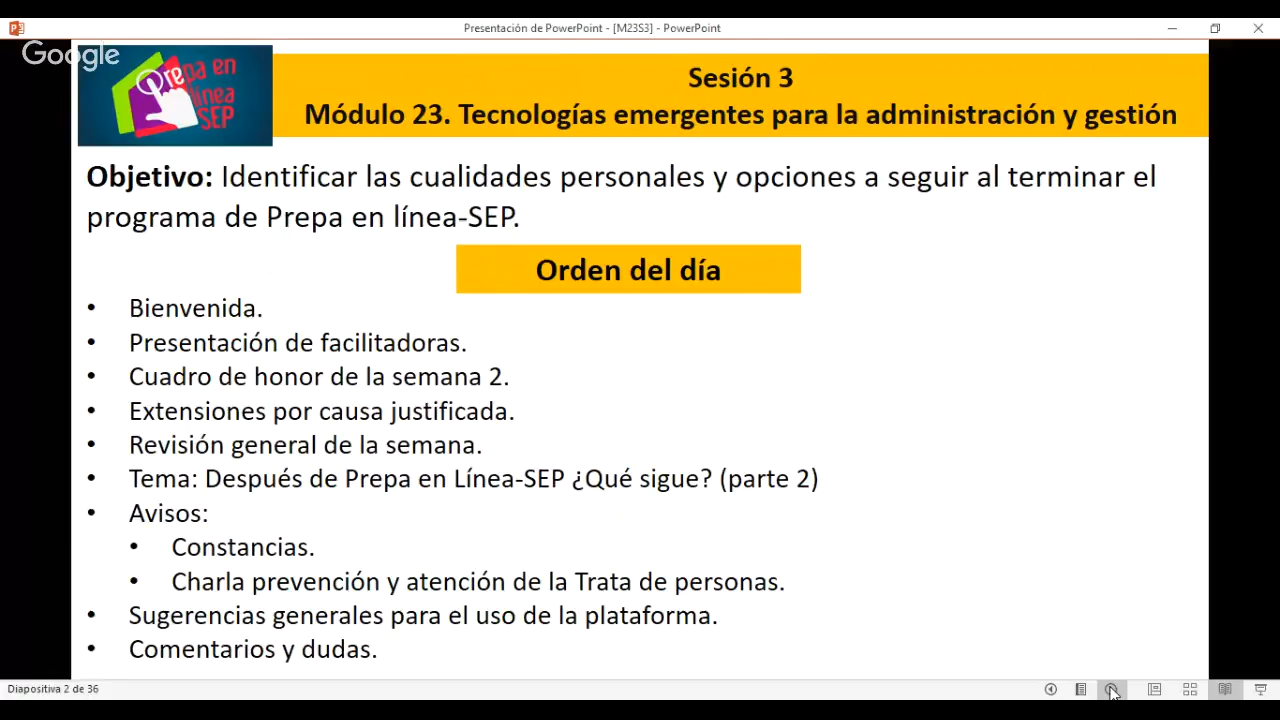 Presentación de PowerPoint - [M23S3] - PowerPoint
Google
Prepa en
línea
SEP
Sesión 3
Módulo 23. Tecnologías emergentes para la administración y gestión
Objetivo: Identificar las cualidades personales y opciones a seguir al terminar el
programa de Prepa en línea-SEP.
Orden del día
• Bienvenida.
• Presentación de facilitadoras.
• Cuadro de honor de la semana 2.
• Extensiones por causa justificada.
• Revisión general de la semana.
• Tema: Después de Prepa en Línea-SEP ¿Qué sigue? (parte 2)
• Avisos:
• Constancias.
• Charla prevención y atención de la Trata de personas.
• Sugerencias generales para el uso de la plataforma.
• Comentarios y dudas.
Diapositiva 2 de 36